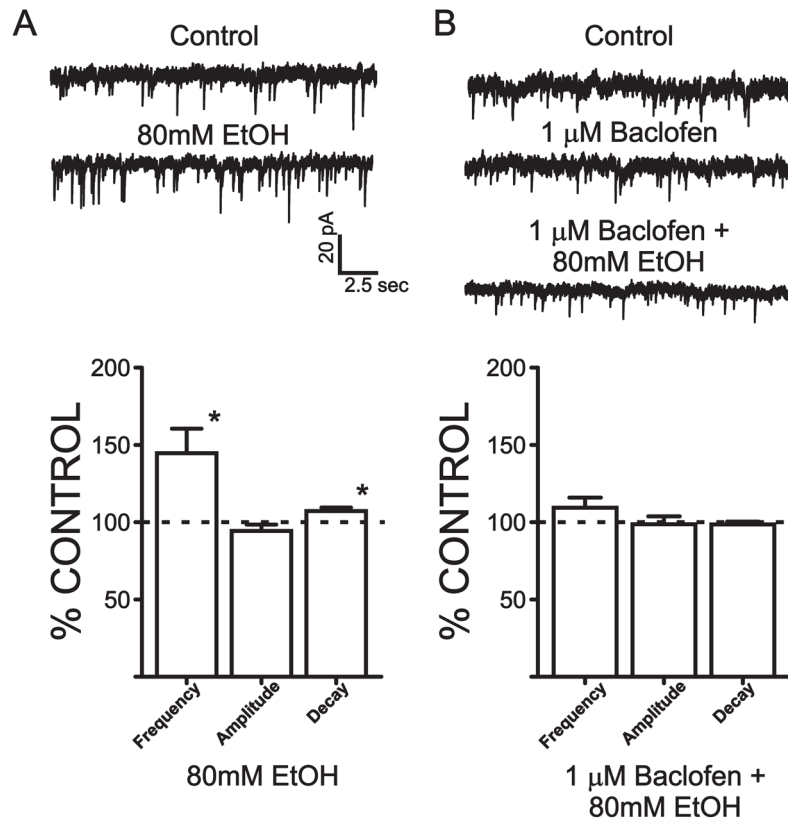 A
Control
80mM EtOH
20 pA
2.5 sec
200
150
100
50
% CONTROL
*
*
Frequency
Amplitude
Decay
80mM EtOH
B
Control
1 μM Baclofen
1 μM Baclofen +
80mM EtOH
200
150
100
50
% CONTROL
Frequency
Amplitude
Decay
1 μM Baclofen +
80mM EtOH